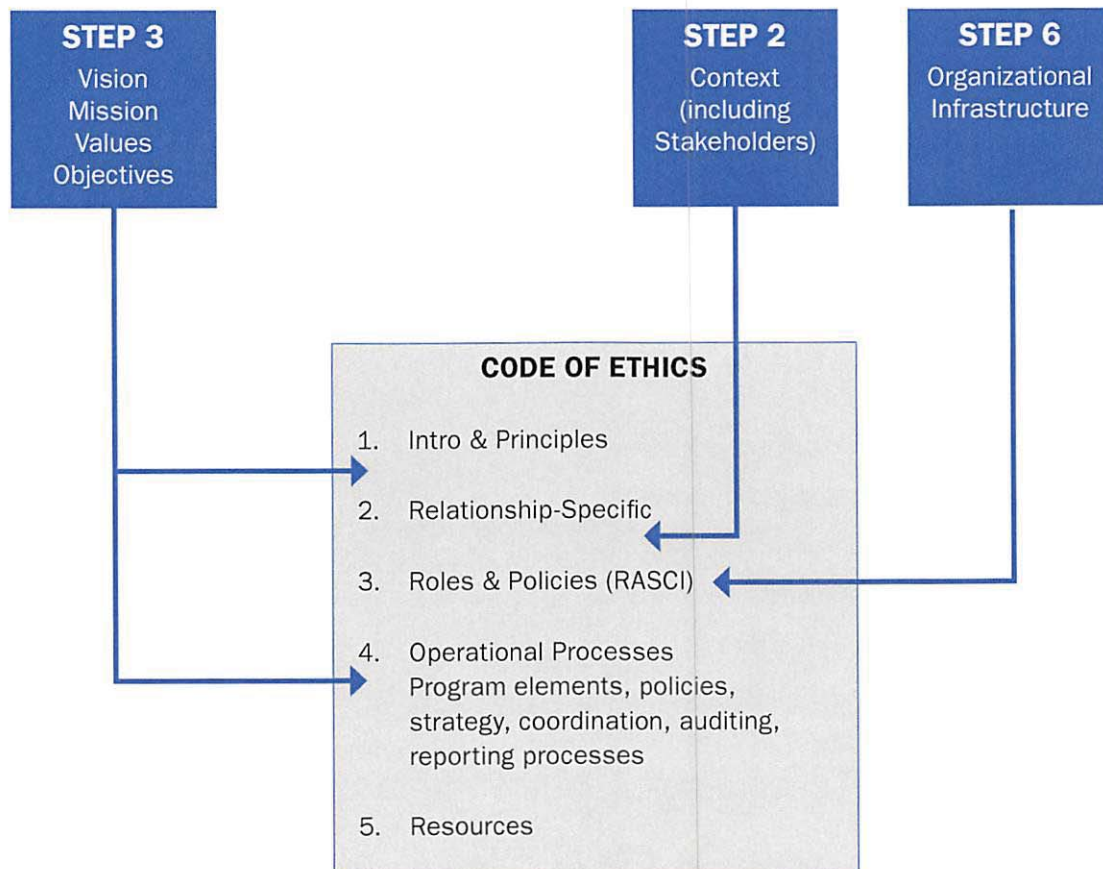 STEP 3
Vision
Mission
Values
Objectives
STEP 2
Context
(including
Stakeholders)
STEP 6
Organizational
Infrastructure
CODE OF ETHICS
1. Intro & Principles
2. Relationship-Specific
3. Roles & Policies (RASCI)
4. Operational Processes
Program elements, policies,
strategy, coordination, auditing,
reporting processes
5. Resources